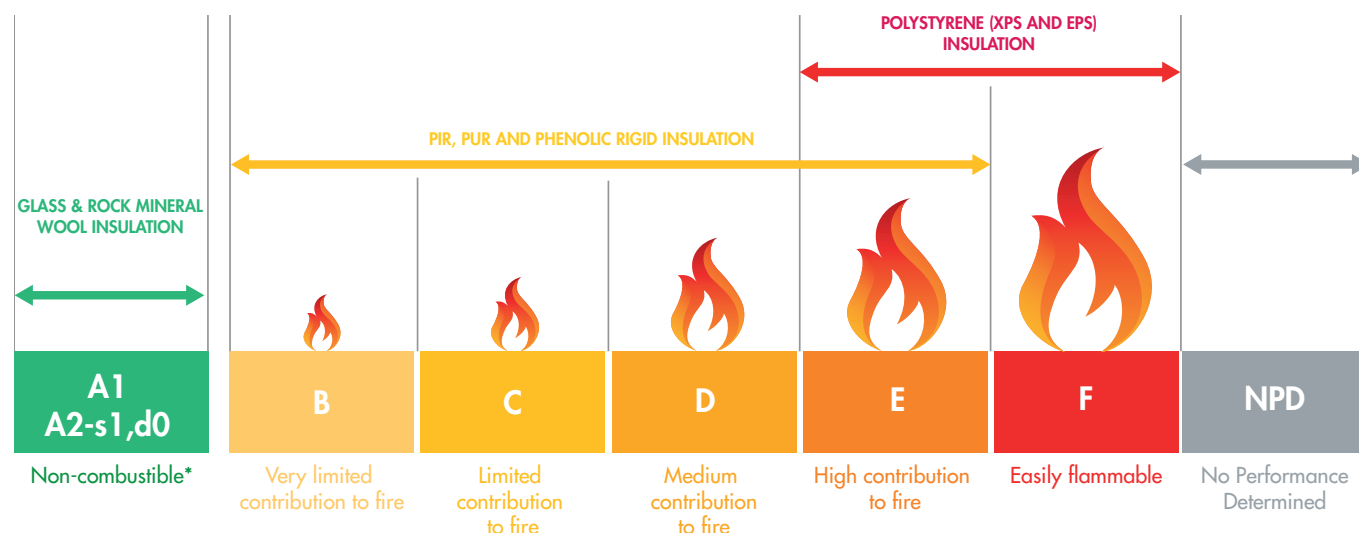 POLYSTYRENE (XPS AND EPS)
INSULATION
PIR, PUR AND PHENOLIC RIGID INSULATION
GLASS & ROCK MINERAL
WOOL INSULATION
A1
A2-s1,d0
B
C
D
E
F
NPD
Non-combustible*
Very limited
contribution to fire
Limited
contribution
to fire
Medium
contribution
to fire
High contribution
to fire
Easily flammable
No Performance
Determined